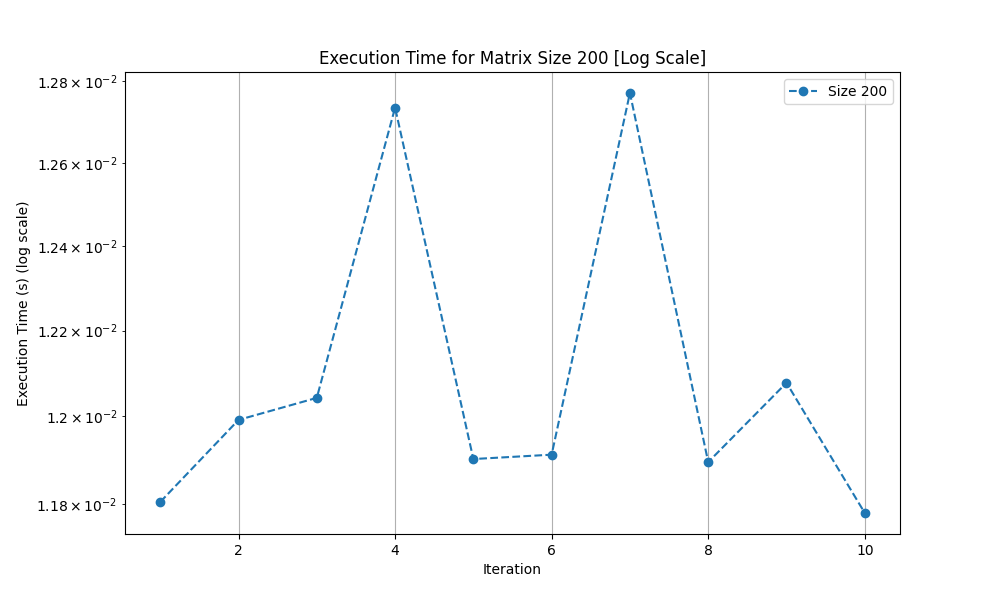 Execution Time for Matrix Size 200 [Log Scale]
Size 200
Execution Time (s) (log scale)
1.28 × 10⁻²
1.26 × 10⁻²
1.24 × 10⁻²
1.22 × 10⁻²
1.2 × 10⁻²
1.18 × 10⁻²
2 4 6 8 10
Iteration